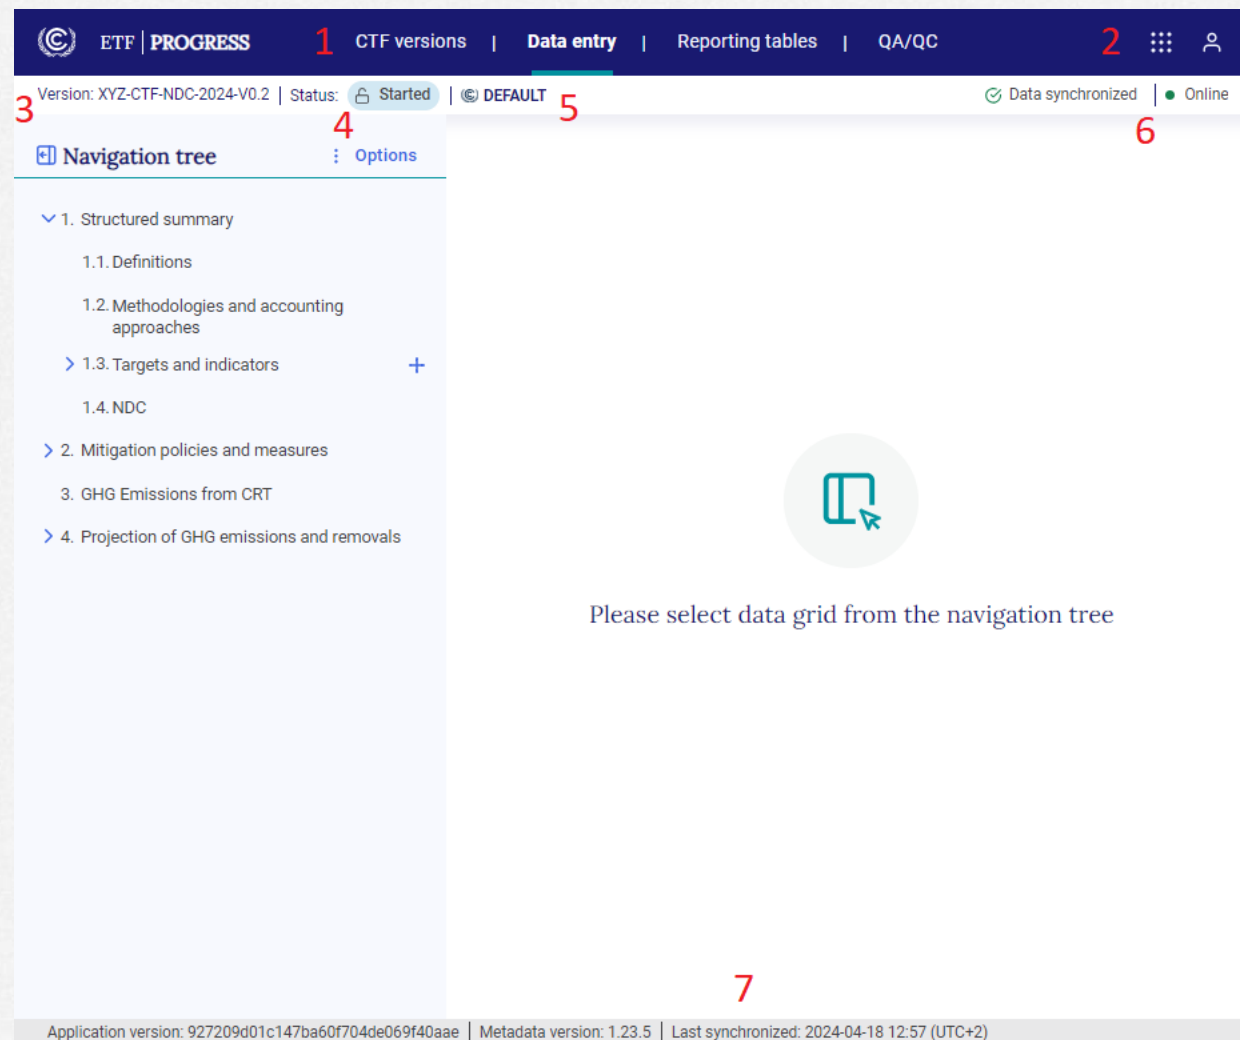 ETF | PROGRESS 1 CTF versions | Data entry | Reporting tables | QA/QC 2
3 Version: XYZ-CTF-NDC-2024-V0.2 | Status: Started | DEFAULT 5 Data synchronized | Online
4 6
Navigation tree Options
1. Structured summary
1.1. Definitions
1.2. Methodologies and accounting
approaches
1.3. Targets and indicators +
1.4. NDC
2. Mitigation policies and measures
3. GHG Emissions from CRT
4. Projection of GHG emissions and removals
Please select data grid from the navigation tree
7
Application version: 927209d01c147ba60f704de069f40aae | Metadata version: 1.23.5 | Last synchronized: 2024-04-18 12:57 (UTC+2)